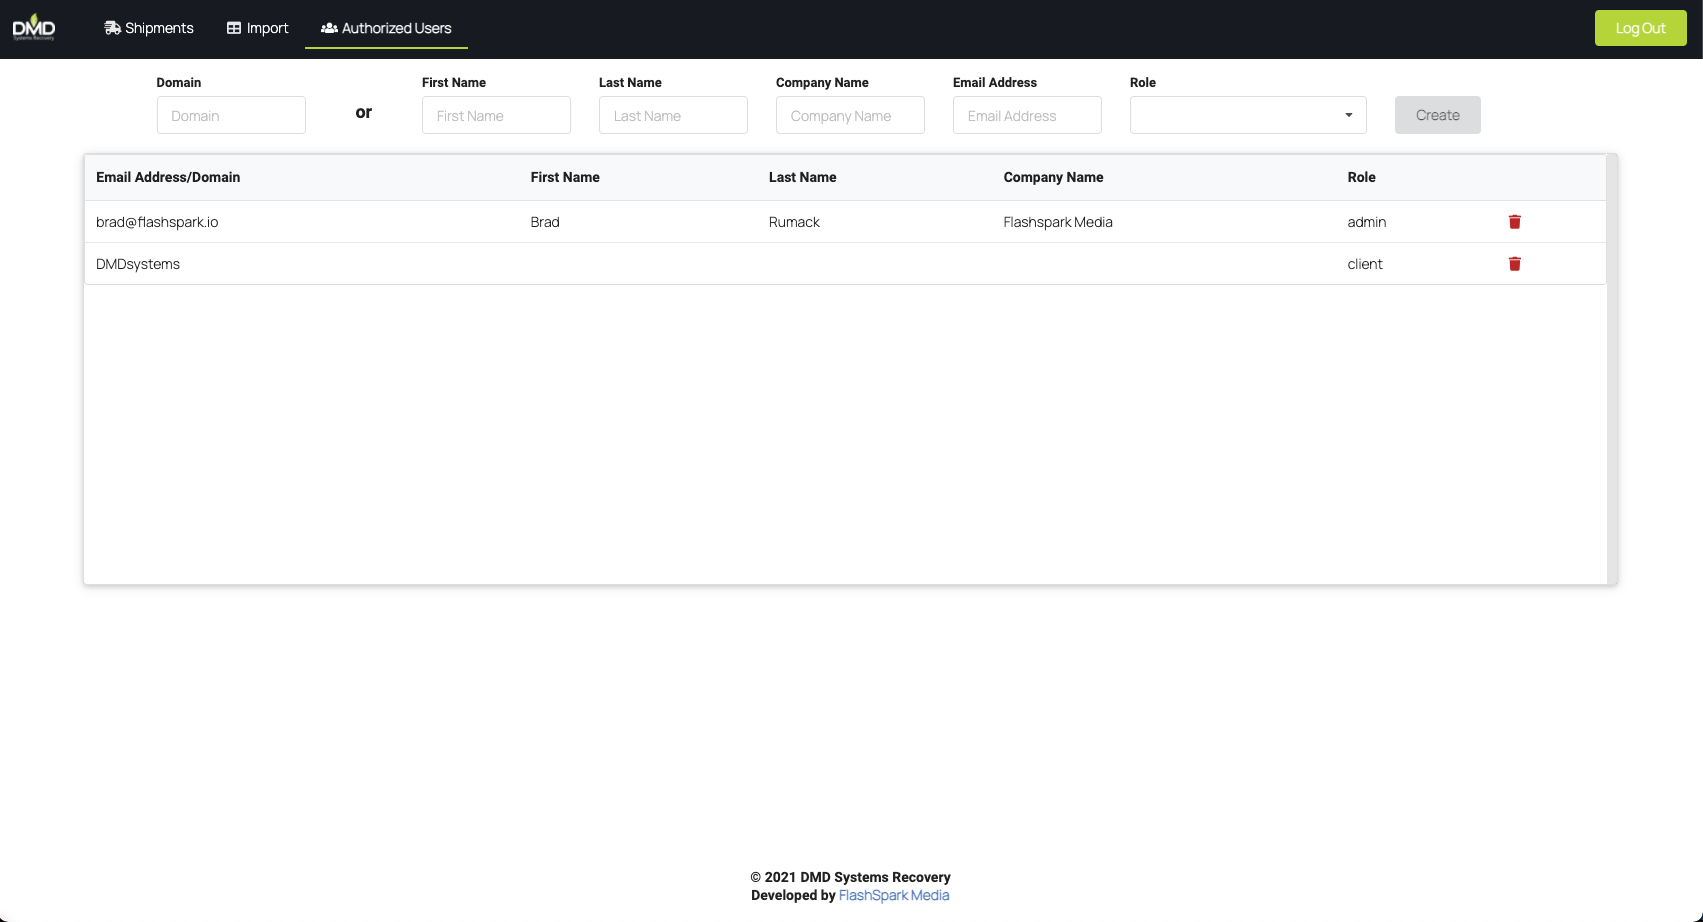 DMD
Systems Recovery
Shipments Import Authorized Users Log Out
Domain First Name Last Name Company Name Email Address Role
Domain or First Name Last Name Company Name Email Address Create
Email Address/Domain First Name Last Name Company Name Role
brad@flashspark.io Brad Rumack Flashspark Media admin
DMDsystems client
© 2021 DMD Systems Recovery
Developed by FlashSpark Media